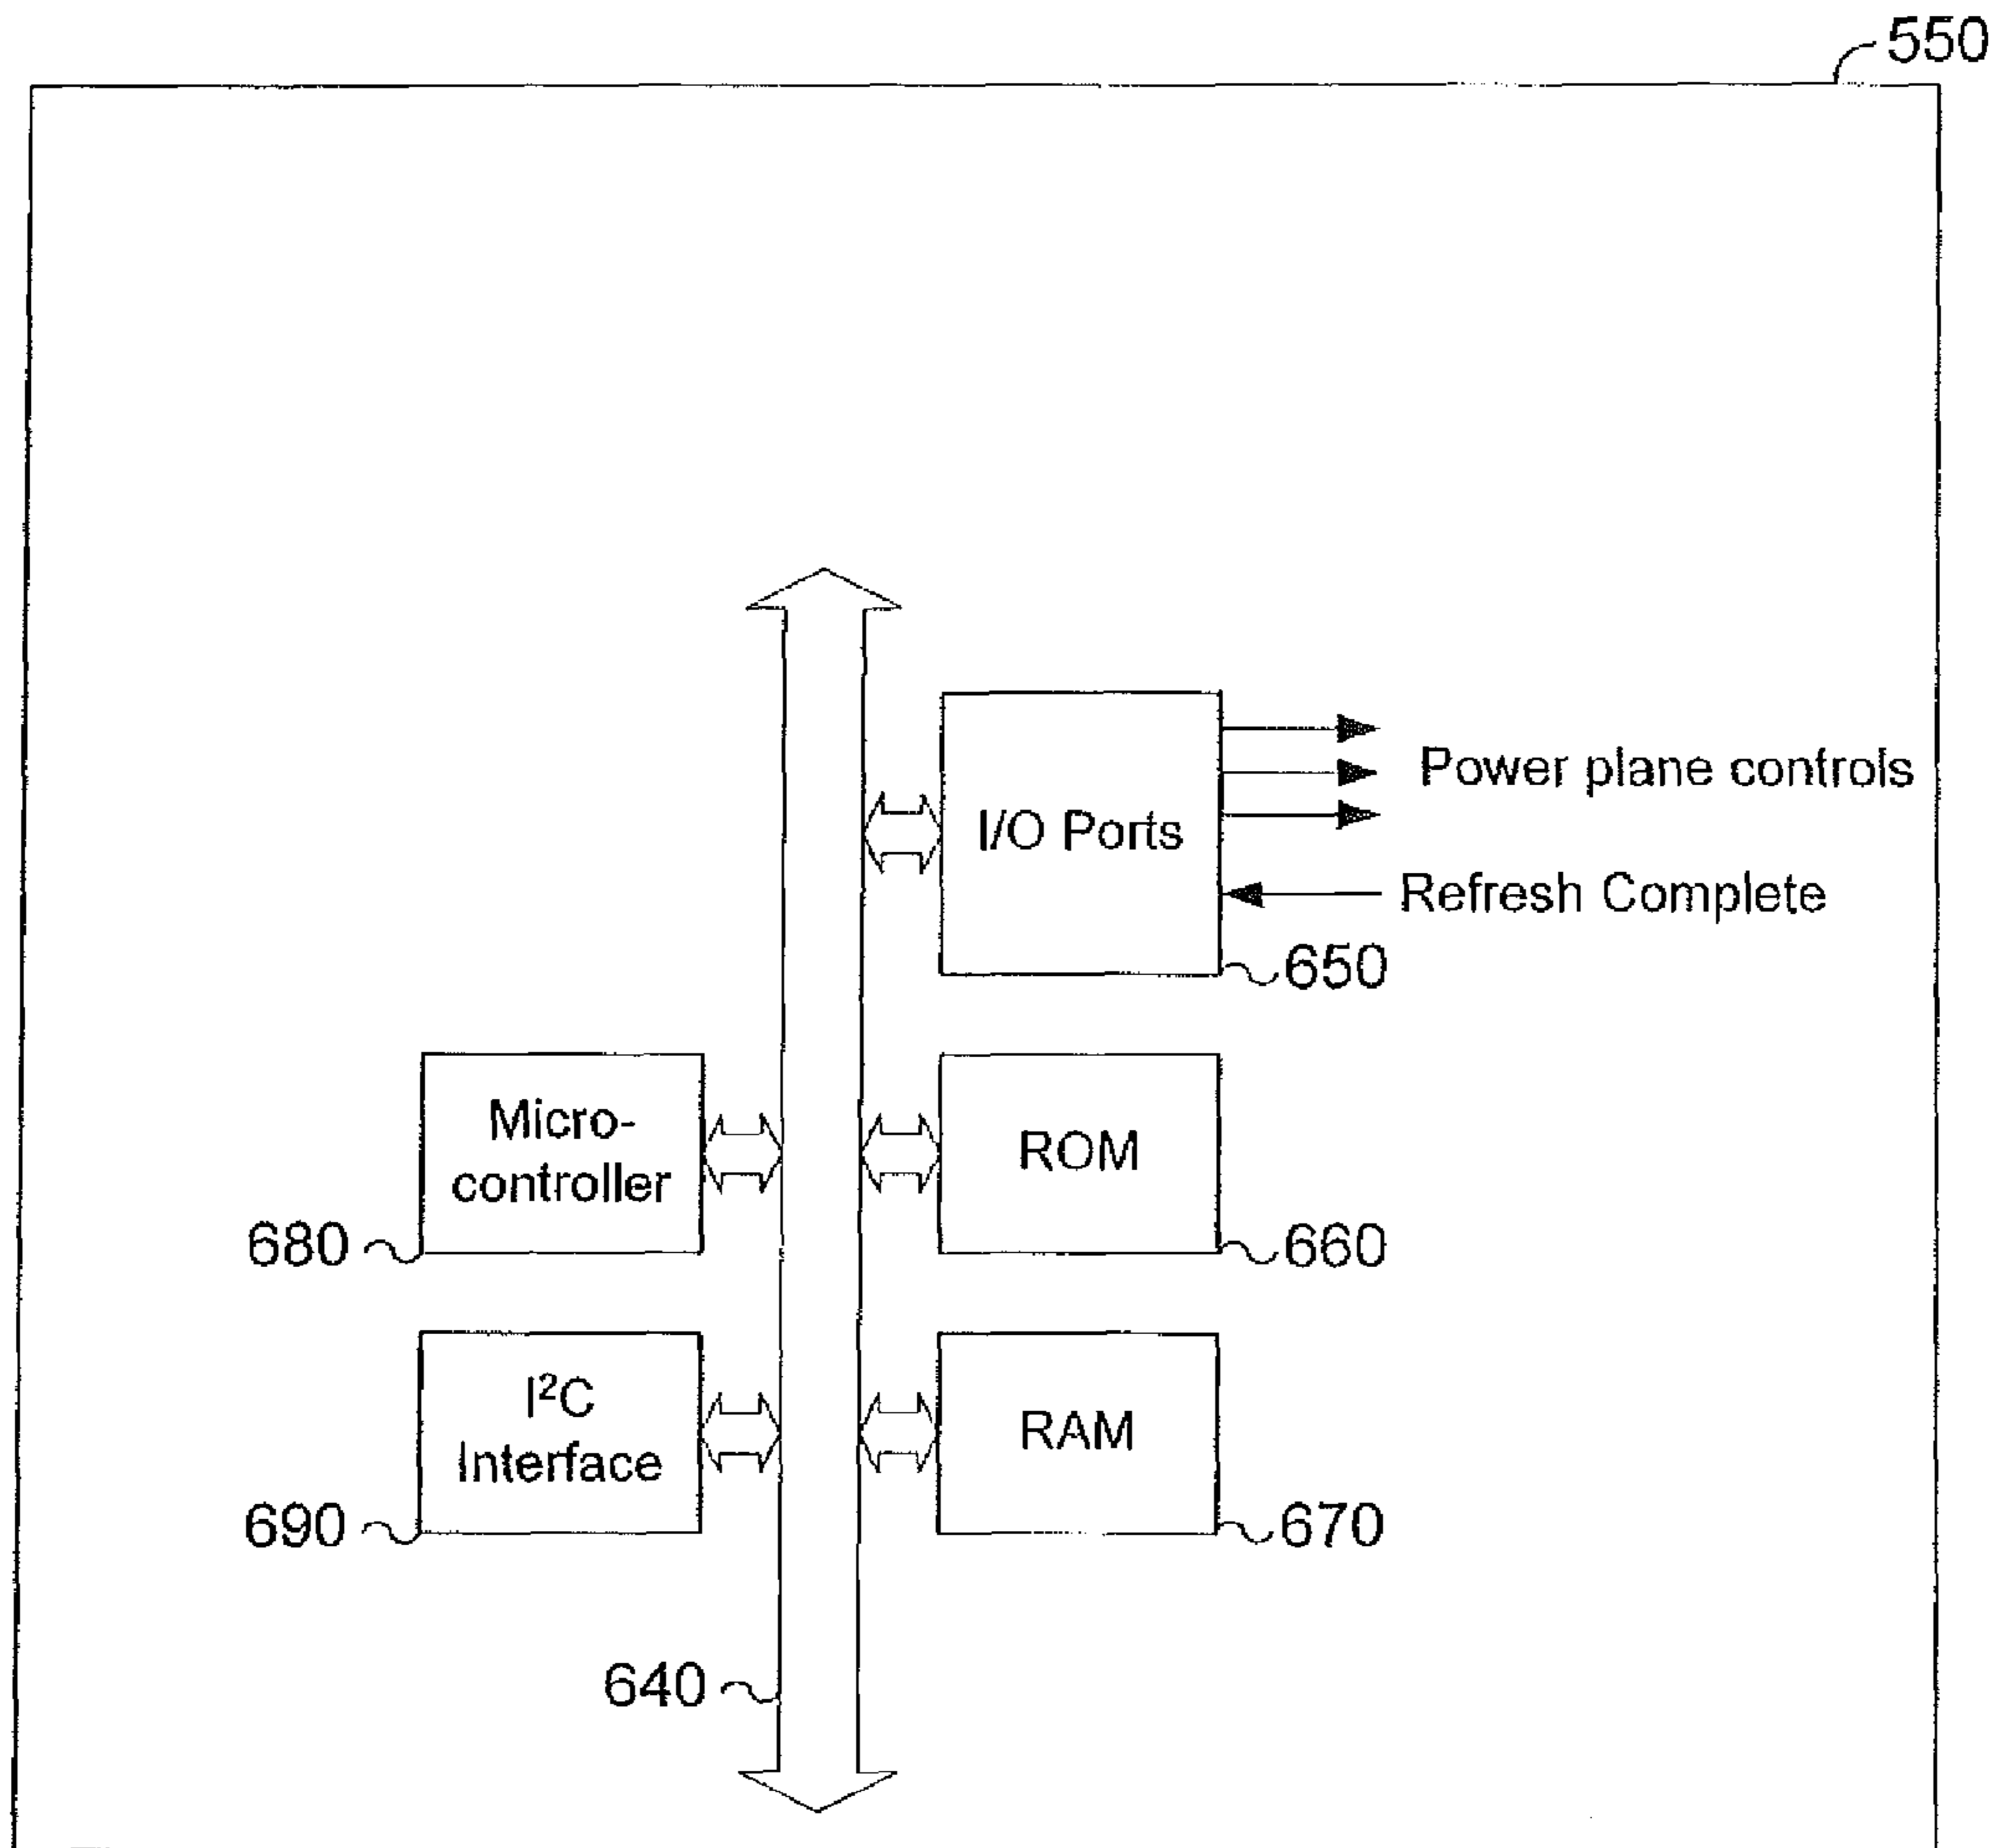 550
Power plane controls
I/O Ports
Refresh Complete
650
Micro-
controller
ROM
680
660
I²C
Interface
RAM
690
670
640